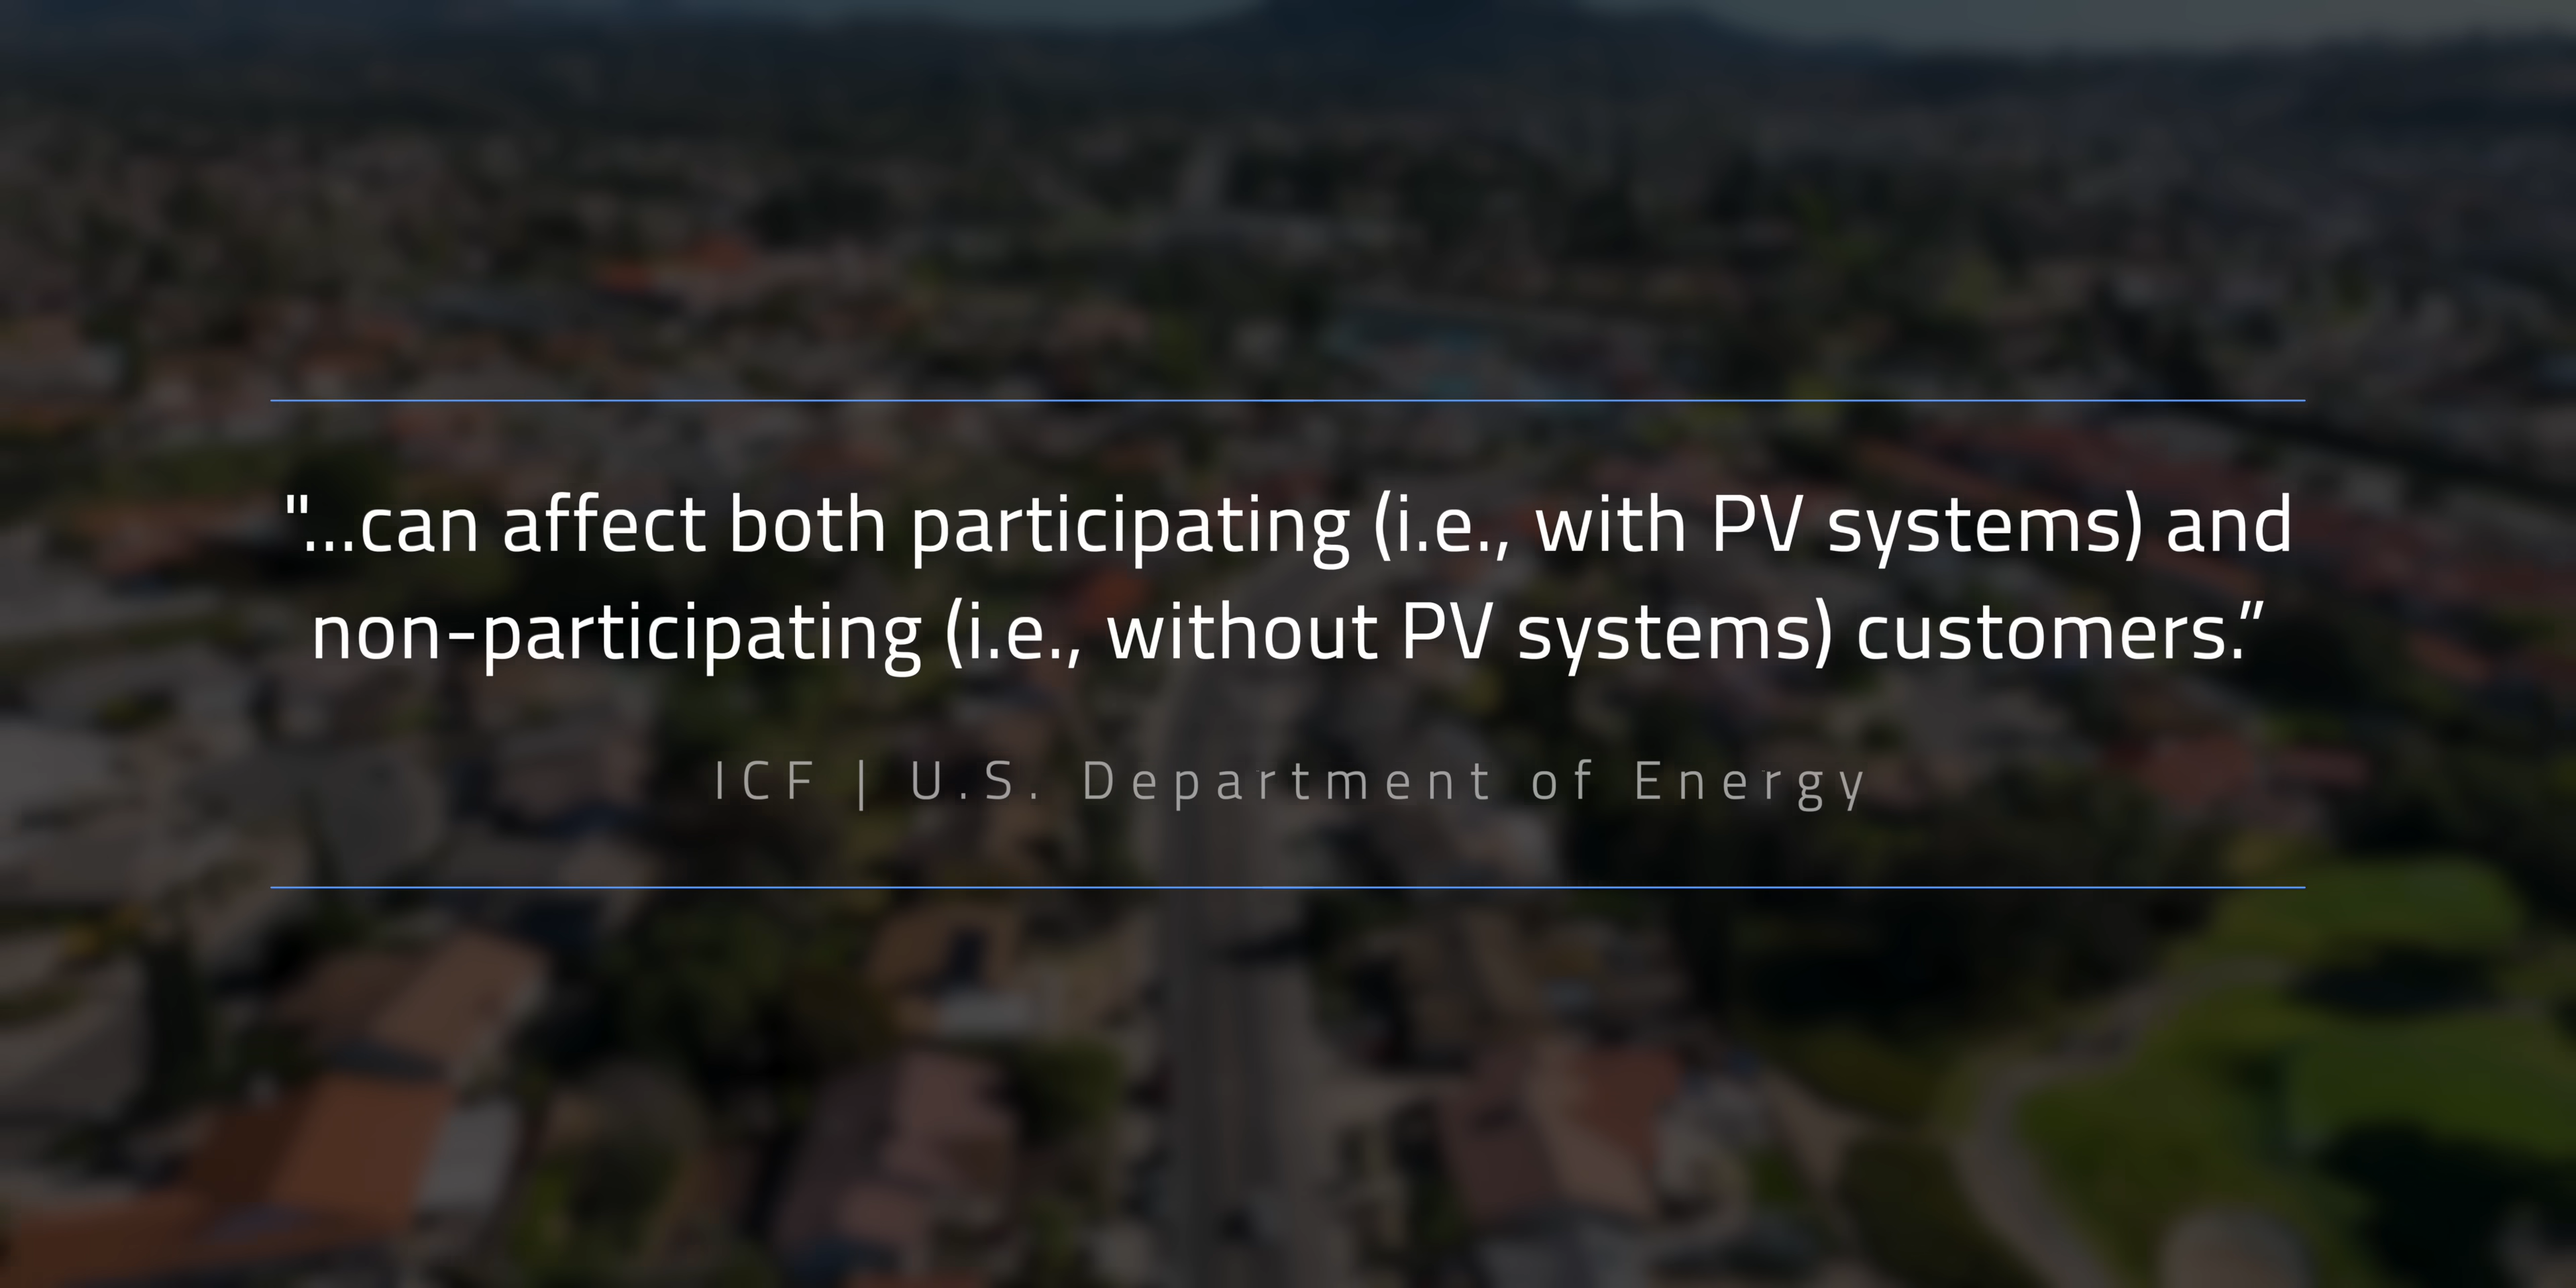 "...can affect both participating (i.e., with PV systems) and
non-participating (i.e., without PV systems) customers.”
ICF | U.S. Department of Energy